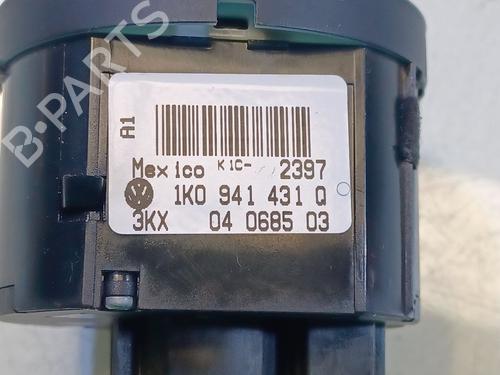 B-PARTS
A1
Mexico K1C- 2397
1K0 941 431 Q
3KX 04 0685 03